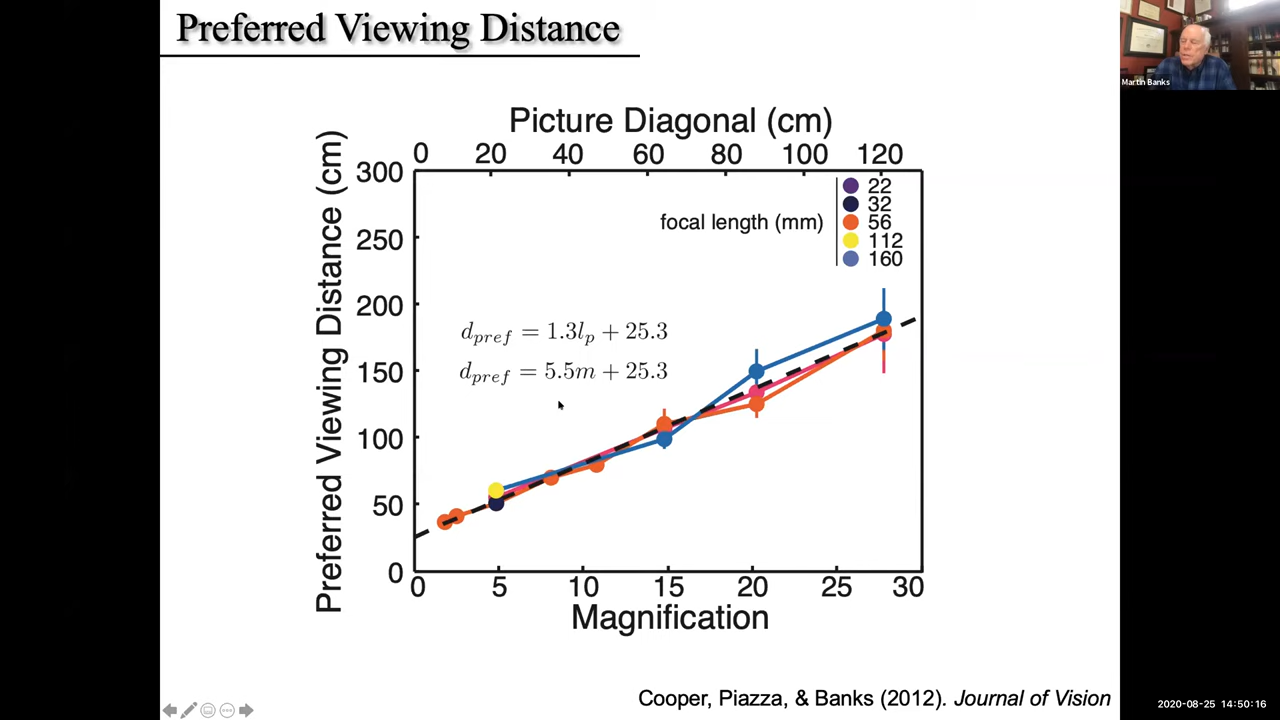 Preferred Viewing Distance
Martin Banks
Picture Diagonal (cm)
0 20 40 60 80 100 120
Preferred Viewing Distance (cm)
300
250
200
150
100
50
0
focal length (mm)
22
32
56
112
160
d_pref = 1.3l_p + 25.3
d_pref = 5.5m + 25.3
0 5 10 15 20 25 30
Magnification
Cooper, Piazza, & Banks (2012). Journal of Vision
2020-08-25 14:50:16